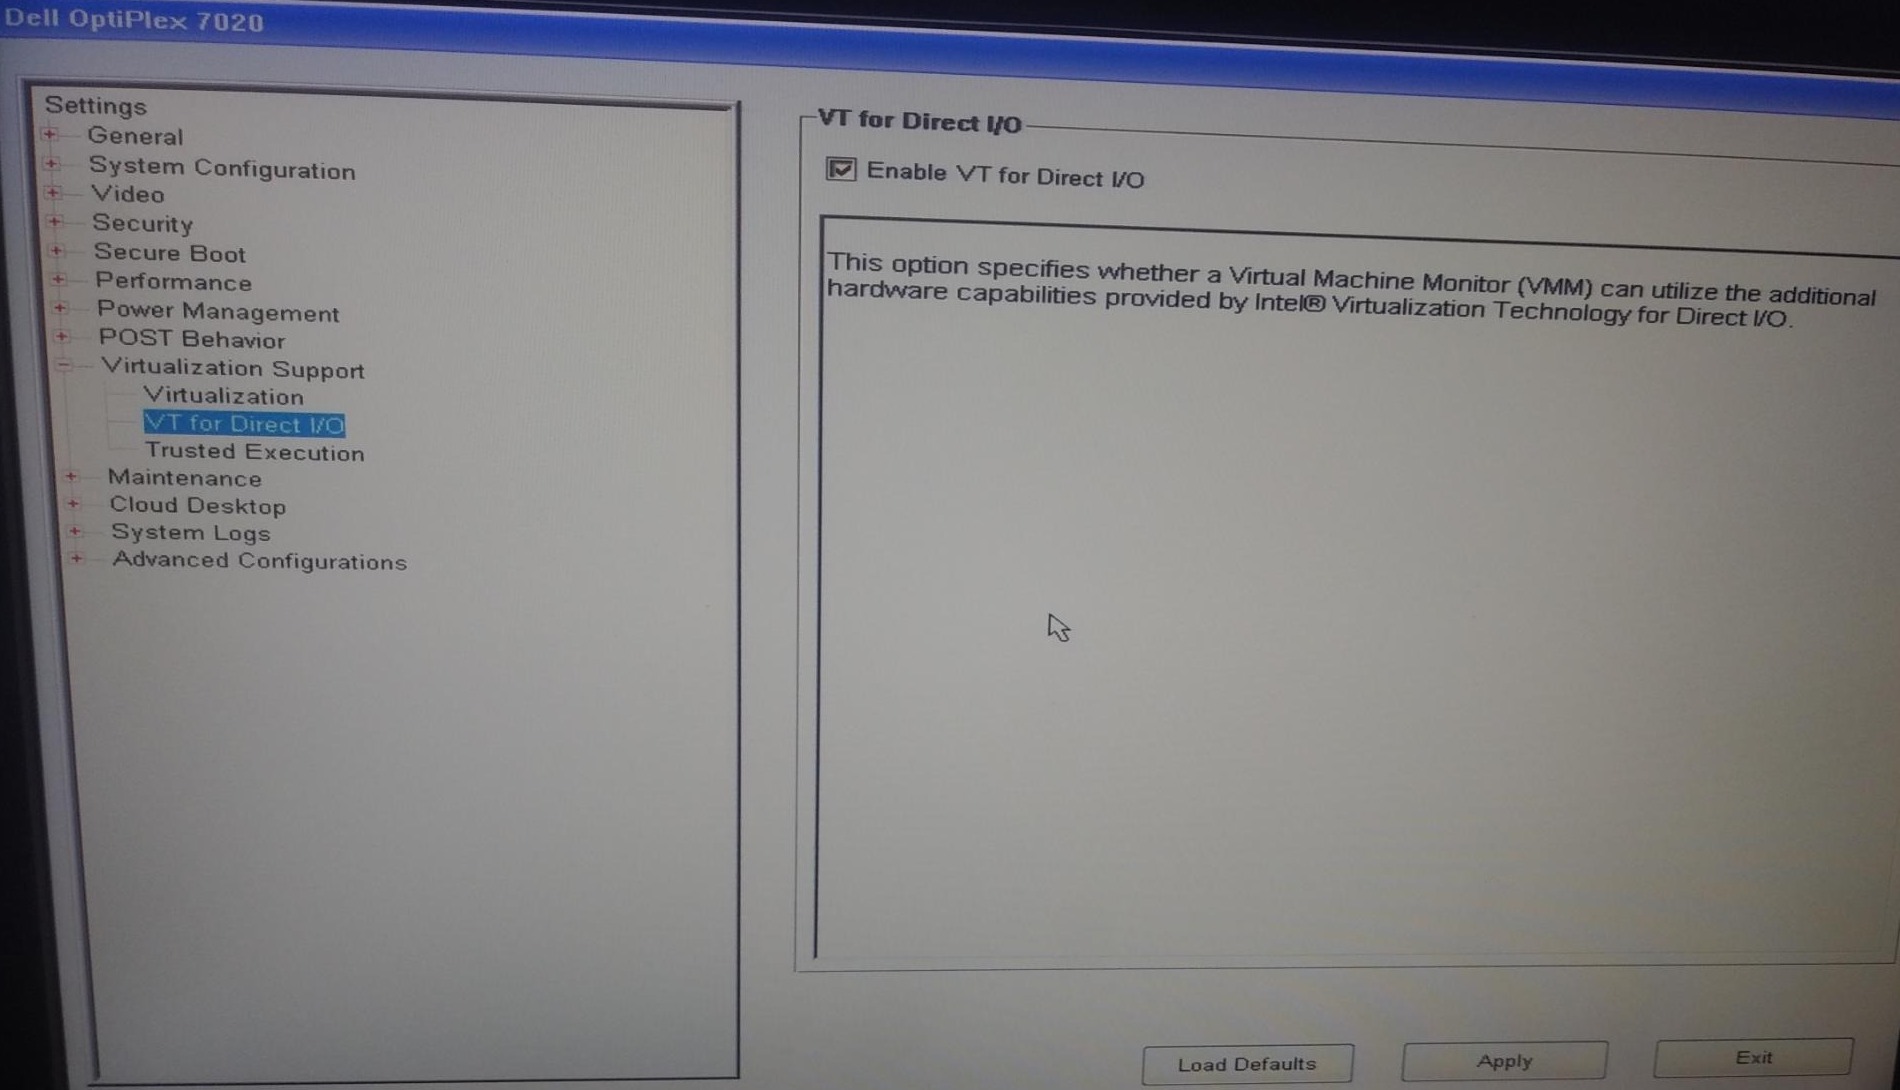 Dell OptiPlex 7020
Settings
General
System Configuration
Video
Security
Secure Boot
Performance
Power Management
POST Behavior
Virtualization Support
Virtualization
VT for Direct I/O
Trusted Execution
Maintenance
Cloud Desktop
System Logs
Advanced Configurations
VT for Direct I/O
Enable VT for Direct I/O
This option specifies whether a Virtual Machine Monitor (VMM) can utilize the additional
hardware capabilities provided by Intel® Virtualization Technology for Direct I/O.
Load Defaults
Apply
Exit